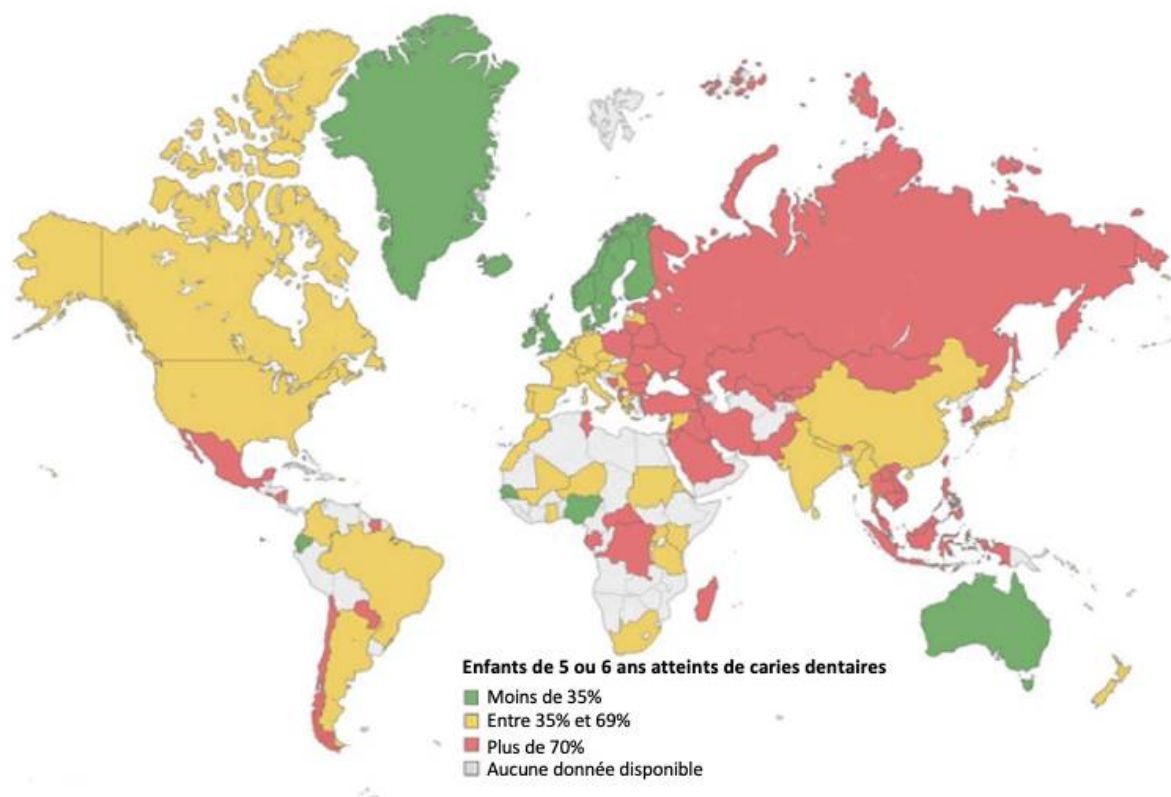 Enfants de 5 ou 6 ans atteints de caries dentaires
Moins de 35%
Entre 35% et 69%
Plus de 70%
Aucune donnée disponible